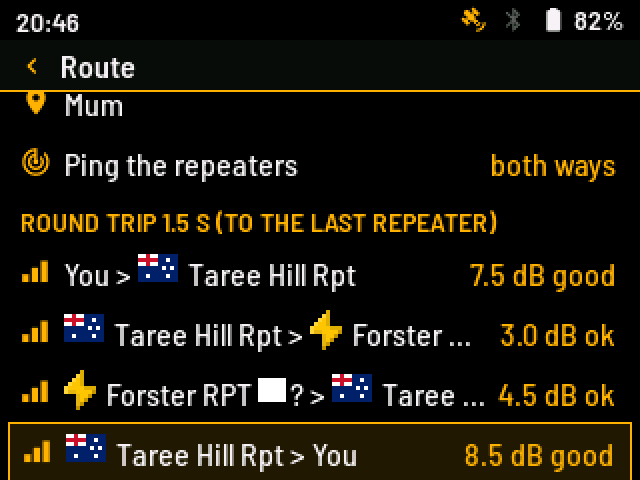 20:46 82%
Route
Mum
Ping the repeaters both ways
ROUND TRIP 1.5 S (TO THE LAST REPEATER)
You > 🇦🇺 Taree Hill Rpt 7.5 dB good
🇦🇺 Taree Hill Rpt > ⚡ Forster ... 3.0 dB ok
⚡ Forster RPT ⬜? > 🇦🇺 Taree ... 4.5 dB ok
🇦🇺 Taree Hill Rpt > You 8.5 dB good